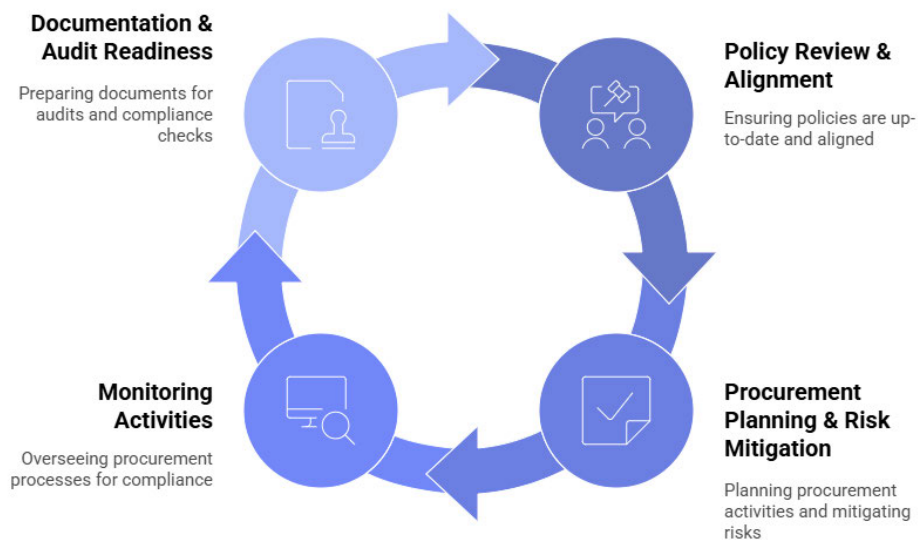 Documentation &
Audit Readiness
Preparing documents for
audits and compliance
checks
Policy Review &
Alignment
Ensuring policies are up-
to-date and aligned
Monitoring
Activities
Overseeing procurement
processes for compliance
Procurement
Planning & Risk
Mitigation
Planning procurement
activities and mitigating
risks